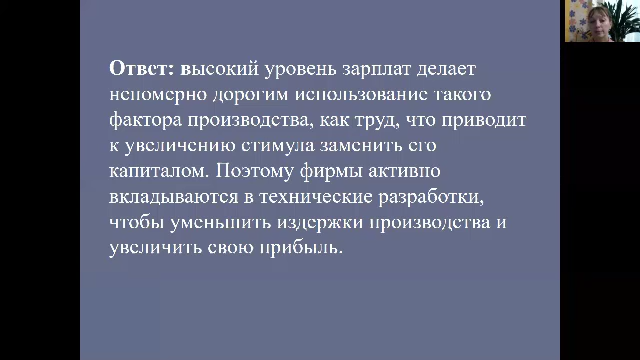 Ответ: высокий уровень зарплат делает
непомерно дорогим использование такого
фактора производства, как труд, что приводит
к увеличению стимула заменить его
капиталом. Поэтому фирмы активно
вкладываются в технические разработки,
чтобы уменьшить издержки производства и
увеличить свою прибыль.